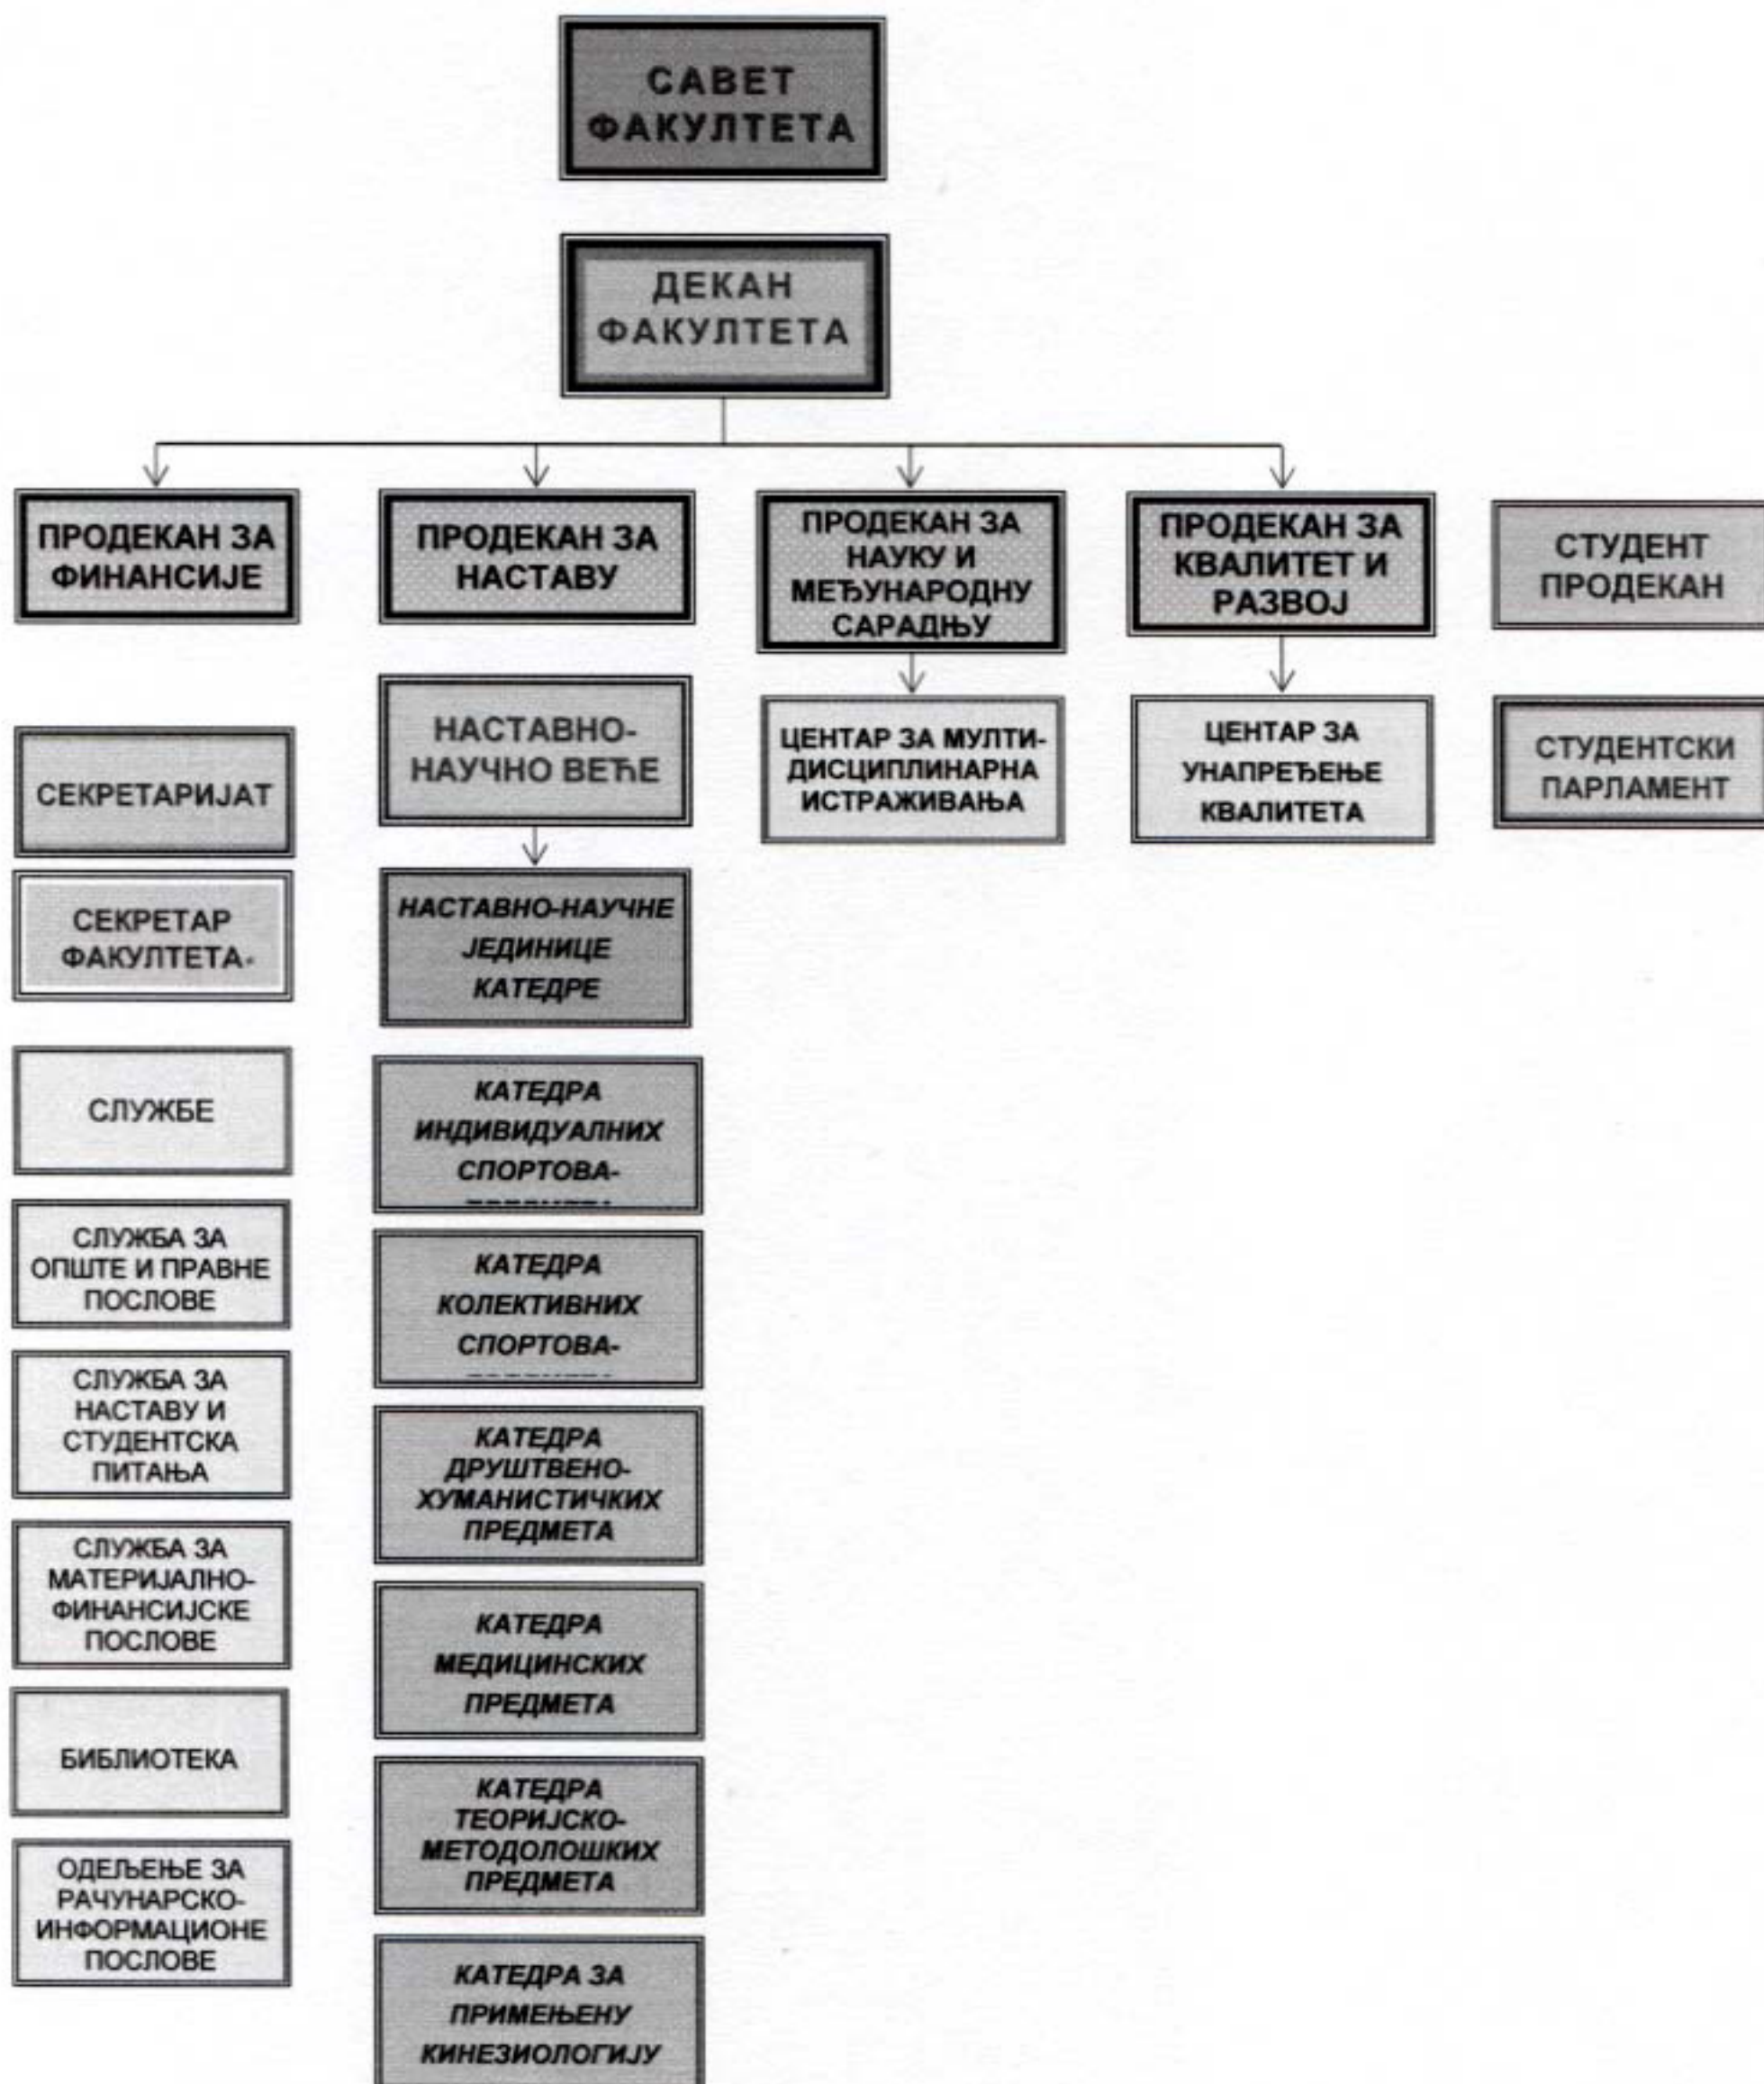 САВЕТ
ФАКУЛТЕТА
ДЕКАН
ФАКУЛТЕТА
ПРОДЕКАН ЗА
ФИНАНСИЈЕ
ПРОДЕКАН ЗА
НАСТАВУ
ПРОДЕКАН ЗА
НАУКУ И
МЕЂУНАРОДНУ
САРАДЊУ
ПРОДЕКАН ЗА
КВАЛИТЕТ И
РАЗВОЈ
СТУДЕНТ
ПРОДЕКАН
СЕКРЕТАРИЈАТ
СЕКРЕТАР
ФАКУЛТЕТА-
СЛУЖБЕ
СЛУЖБА ЗА
ОПШТЕ И ПРАВНЕ
ПОСЛОВЕ
СЛУЖБА ЗА
НАСТАВУ И
СТУДЕНТСКА
ПИТАЊА
СЛУЖБА ЗА
МАТЕРИЈАЛНО-
ФИНАНСИЈСКЕ
ПОСЛОВЕ
БИБЛИОТЕКА
ОДЕЉЕЊЕ ЗА
РАЧУНАРСКО-
ИНФОРМАЦИОНЕ
ПОСЛОВЕ
НАСТАВНО-
НАУЧНО ВЕЋЕ
НАСТАВНО-НАУЧНЕ
ЈЕДИНИЦЕ
КАТЕДРЕ
КАТЕДРА
ИНДИВИДУАЛНИХ
СПОРТОВА-
КАТЕДРА
КОЛЕКТИВНИХ
СПОРТОВА-
КАТЕДРА
ДРУШТВЕНО-
ХУМАНИСТИЧКИХ
ПРЕДМЕТА
КАТЕДРА
МЕДИЦИНСКИХ
ПРЕДМЕТА
КАТЕДРА
ТЕОРИЈСКО-
МЕТОДОЛОШКИХ
ПРЕДМЕТА
КАТЕДРА ЗА
ПРИМЕЊЕНУ
КИНЕЗИОЛОГИЈУ
ЦЕНТАР ЗА МУЛТИ-
ДИСЦИПЛИНАРНА
ИСТРАЖИВАЊА
ЦЕНТАР ЗА
УНАПРЕЂЕЊЕ
КВАЛИТЕТА
СТУДЕНТСКИ
ПАРЛАМЕНТ